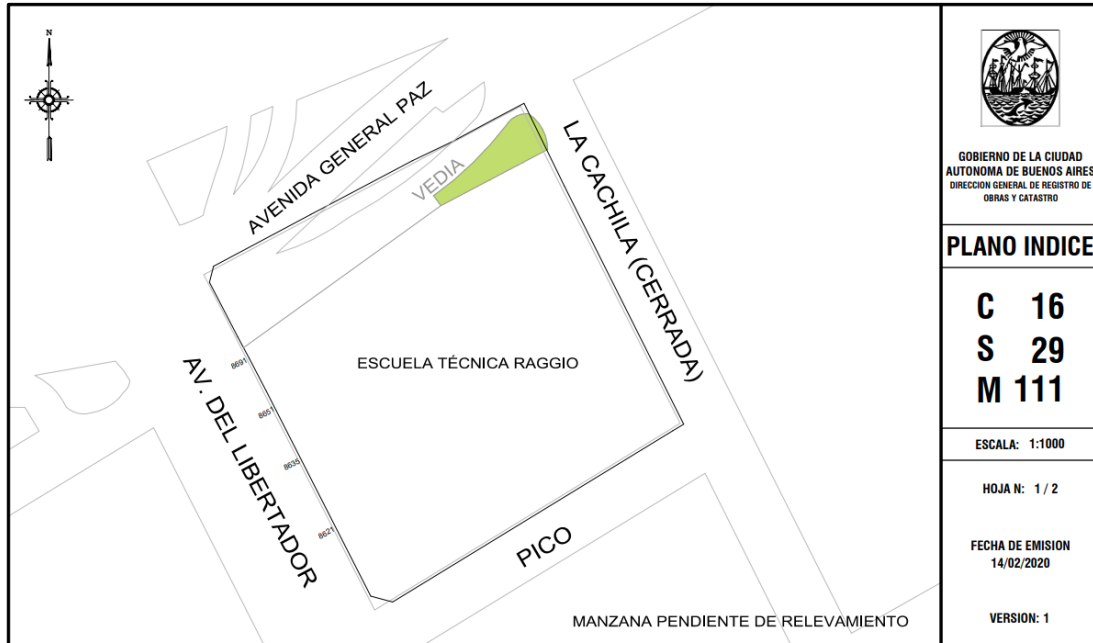 N
AVENIDA GENERAL PAZ
VEDIA
LA CACHILA (CERRADA)
ESCUELA TÉCNICA RAGGIO
8691
8651
8635
8621
AV. DEL LIBERTADOR
PICO
MANZANA PENDIENTE DE RELEVAMIENTO
GOBIERNO DE LA CIUDAD
AUTONOMA DE BUENOS AIRES
DIRECCION GENERAL DE REGISTRO DE
OBRAS Y CATASTRO
PLANO INDICE
C 16
S 29
M 111
ESCALA: 1:1000
HOJA N: 1 / 2
FECHA DE EMISION
14/02/2020
VERSION: 1